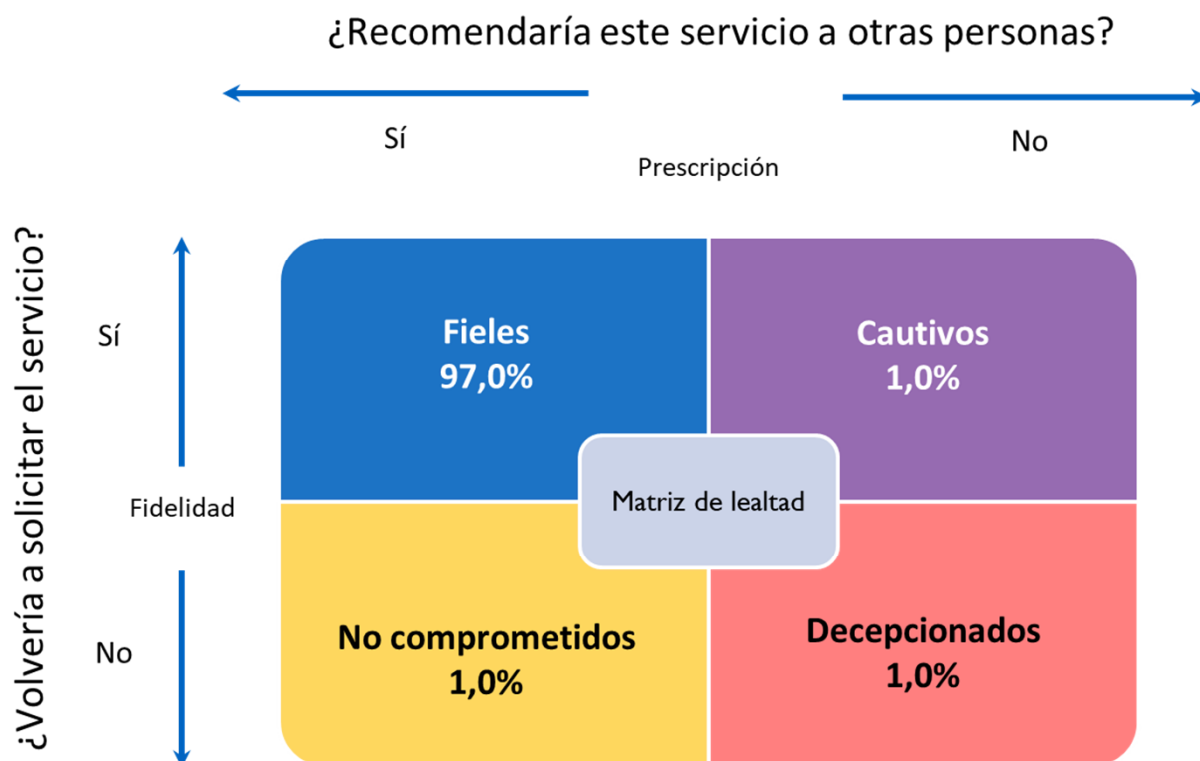 ¿Recomendaría este servicio a otras personas?
Sí
No
Prescripción
¿Volvería a solicitar el servicio?
Sí
Fidelidad
No
Fieles
97,0%
Cautivos
1,0%
Matriz de lealtad
No comprometidos
1,0%
Decepcionados
1,0%